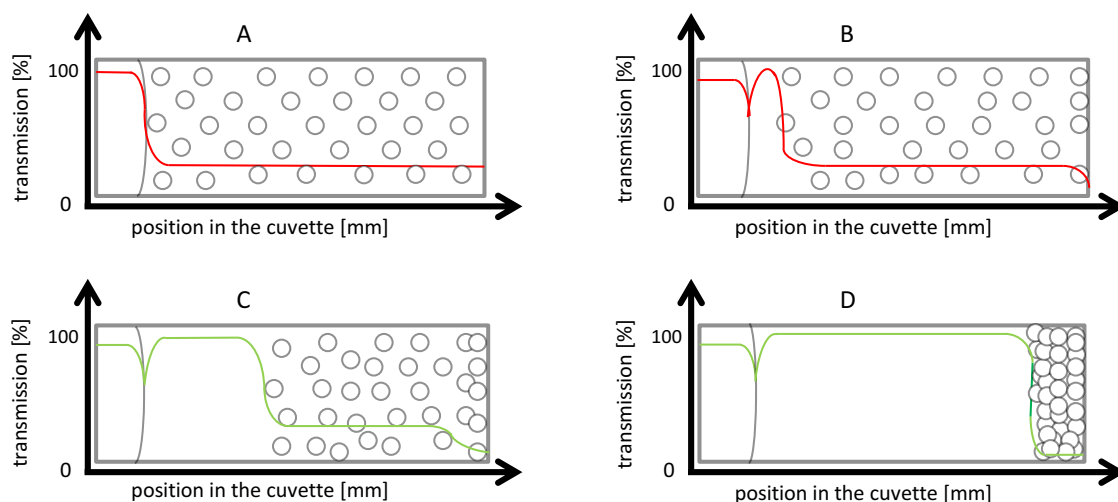 A
transmission [%]
100
0
position in the cuvette [mm]
B
transmission [%]
100
0
position in the cuvette [mm]
C
transmission [%]
100
0
position in the cuvette [mm]
D
transmission [%]
100
0
position in the cuvette [mm]